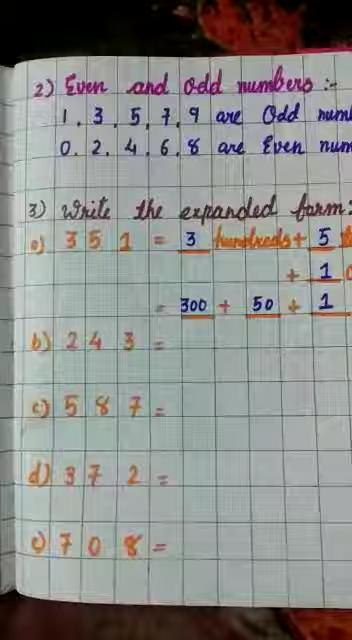 2) Even and Odd numbers :-
1, 3, 5, 7, 9 are Odd
0, 2, 4, 6, 8 are Even
3) Write the expanded form :
a) 3 5 1 = 3 hundreds + 5
+ 1
= 300 + 50 + 1
b) 2 4 3 =
c) 5 8 7 =
d) 3 7 2 =
e) 7 0 8 =